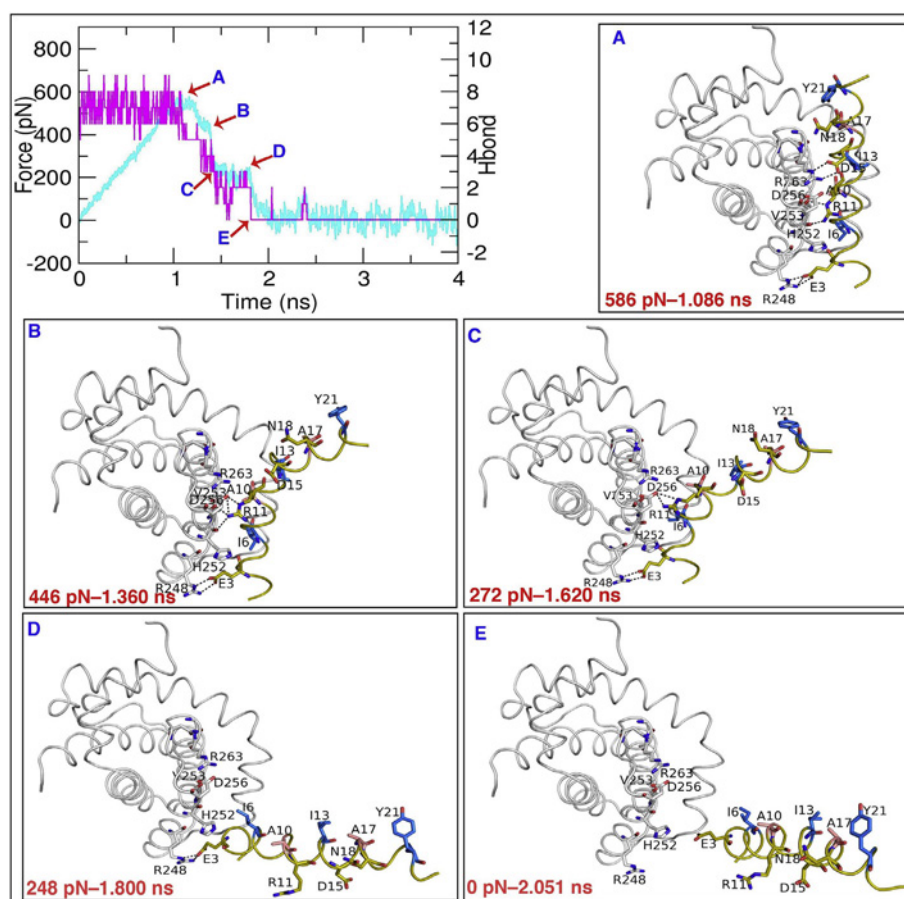 A
800
600
400
200
0
-200
Force (pN)
12
10
8
6
4
2
0
-2
Hbond
A
B
C
D
E
0
1
2
3
4
Time (ns)
Y21
A17
N18
I13
D15
R263
D256
A10
R11
V253
H252
I6
E3
R248
586 pN–1.086 ns
B
Y21
N18
A17
I13
R263
D15
A10
V253
D256
R11
I6
H252
R248
E3
446 pN–1.360 ns
C
Y21
N18
A17
I13
R263
A10
D15
D256
V253
R11
I6
H252
R248
E3
272 pN–1.620 ns
D
R263
V253
D256
H252
I6
I13
A17
Y21
A10
E3
N18
R248
R11
D15
248 pN–1.800 ns
E
R263
V253
D256
I6
A10
I13
Y21
A17
H252
E3
N18
R248
R11
D15
0 pN–2.051 ns